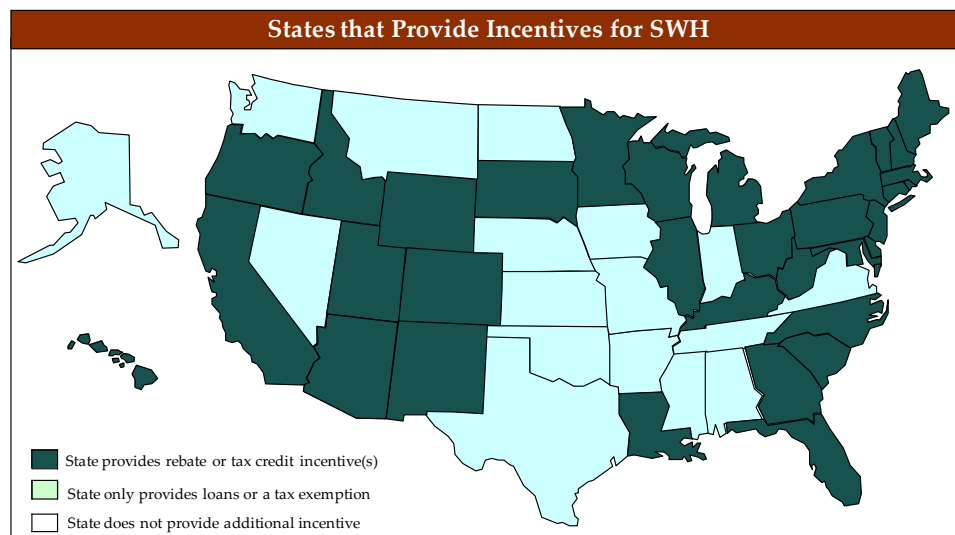 States that Provide Incentives for SWH
State provides rebate or tax credit incentive(s)
State only provides loans or a tax exemption
State does not provide additional incentive